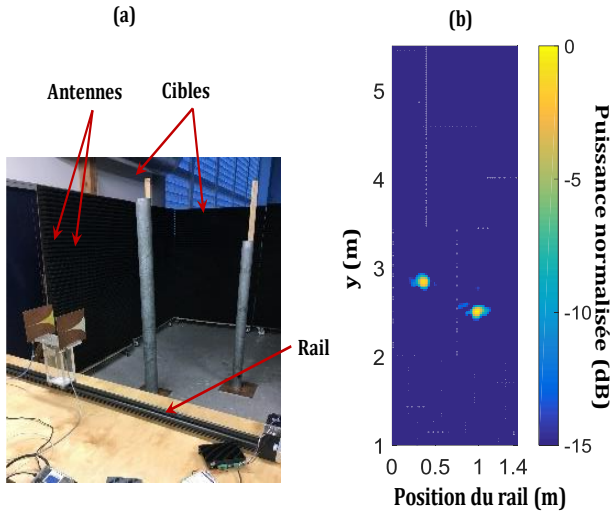 (a)
Antennes
Cibles
Rail
(b)
5
4
3
2
1
y (m)
0
0.5
1
1.4
Position du rail (m)
0
-5
-10
-15
Puissance normalisée (dB)